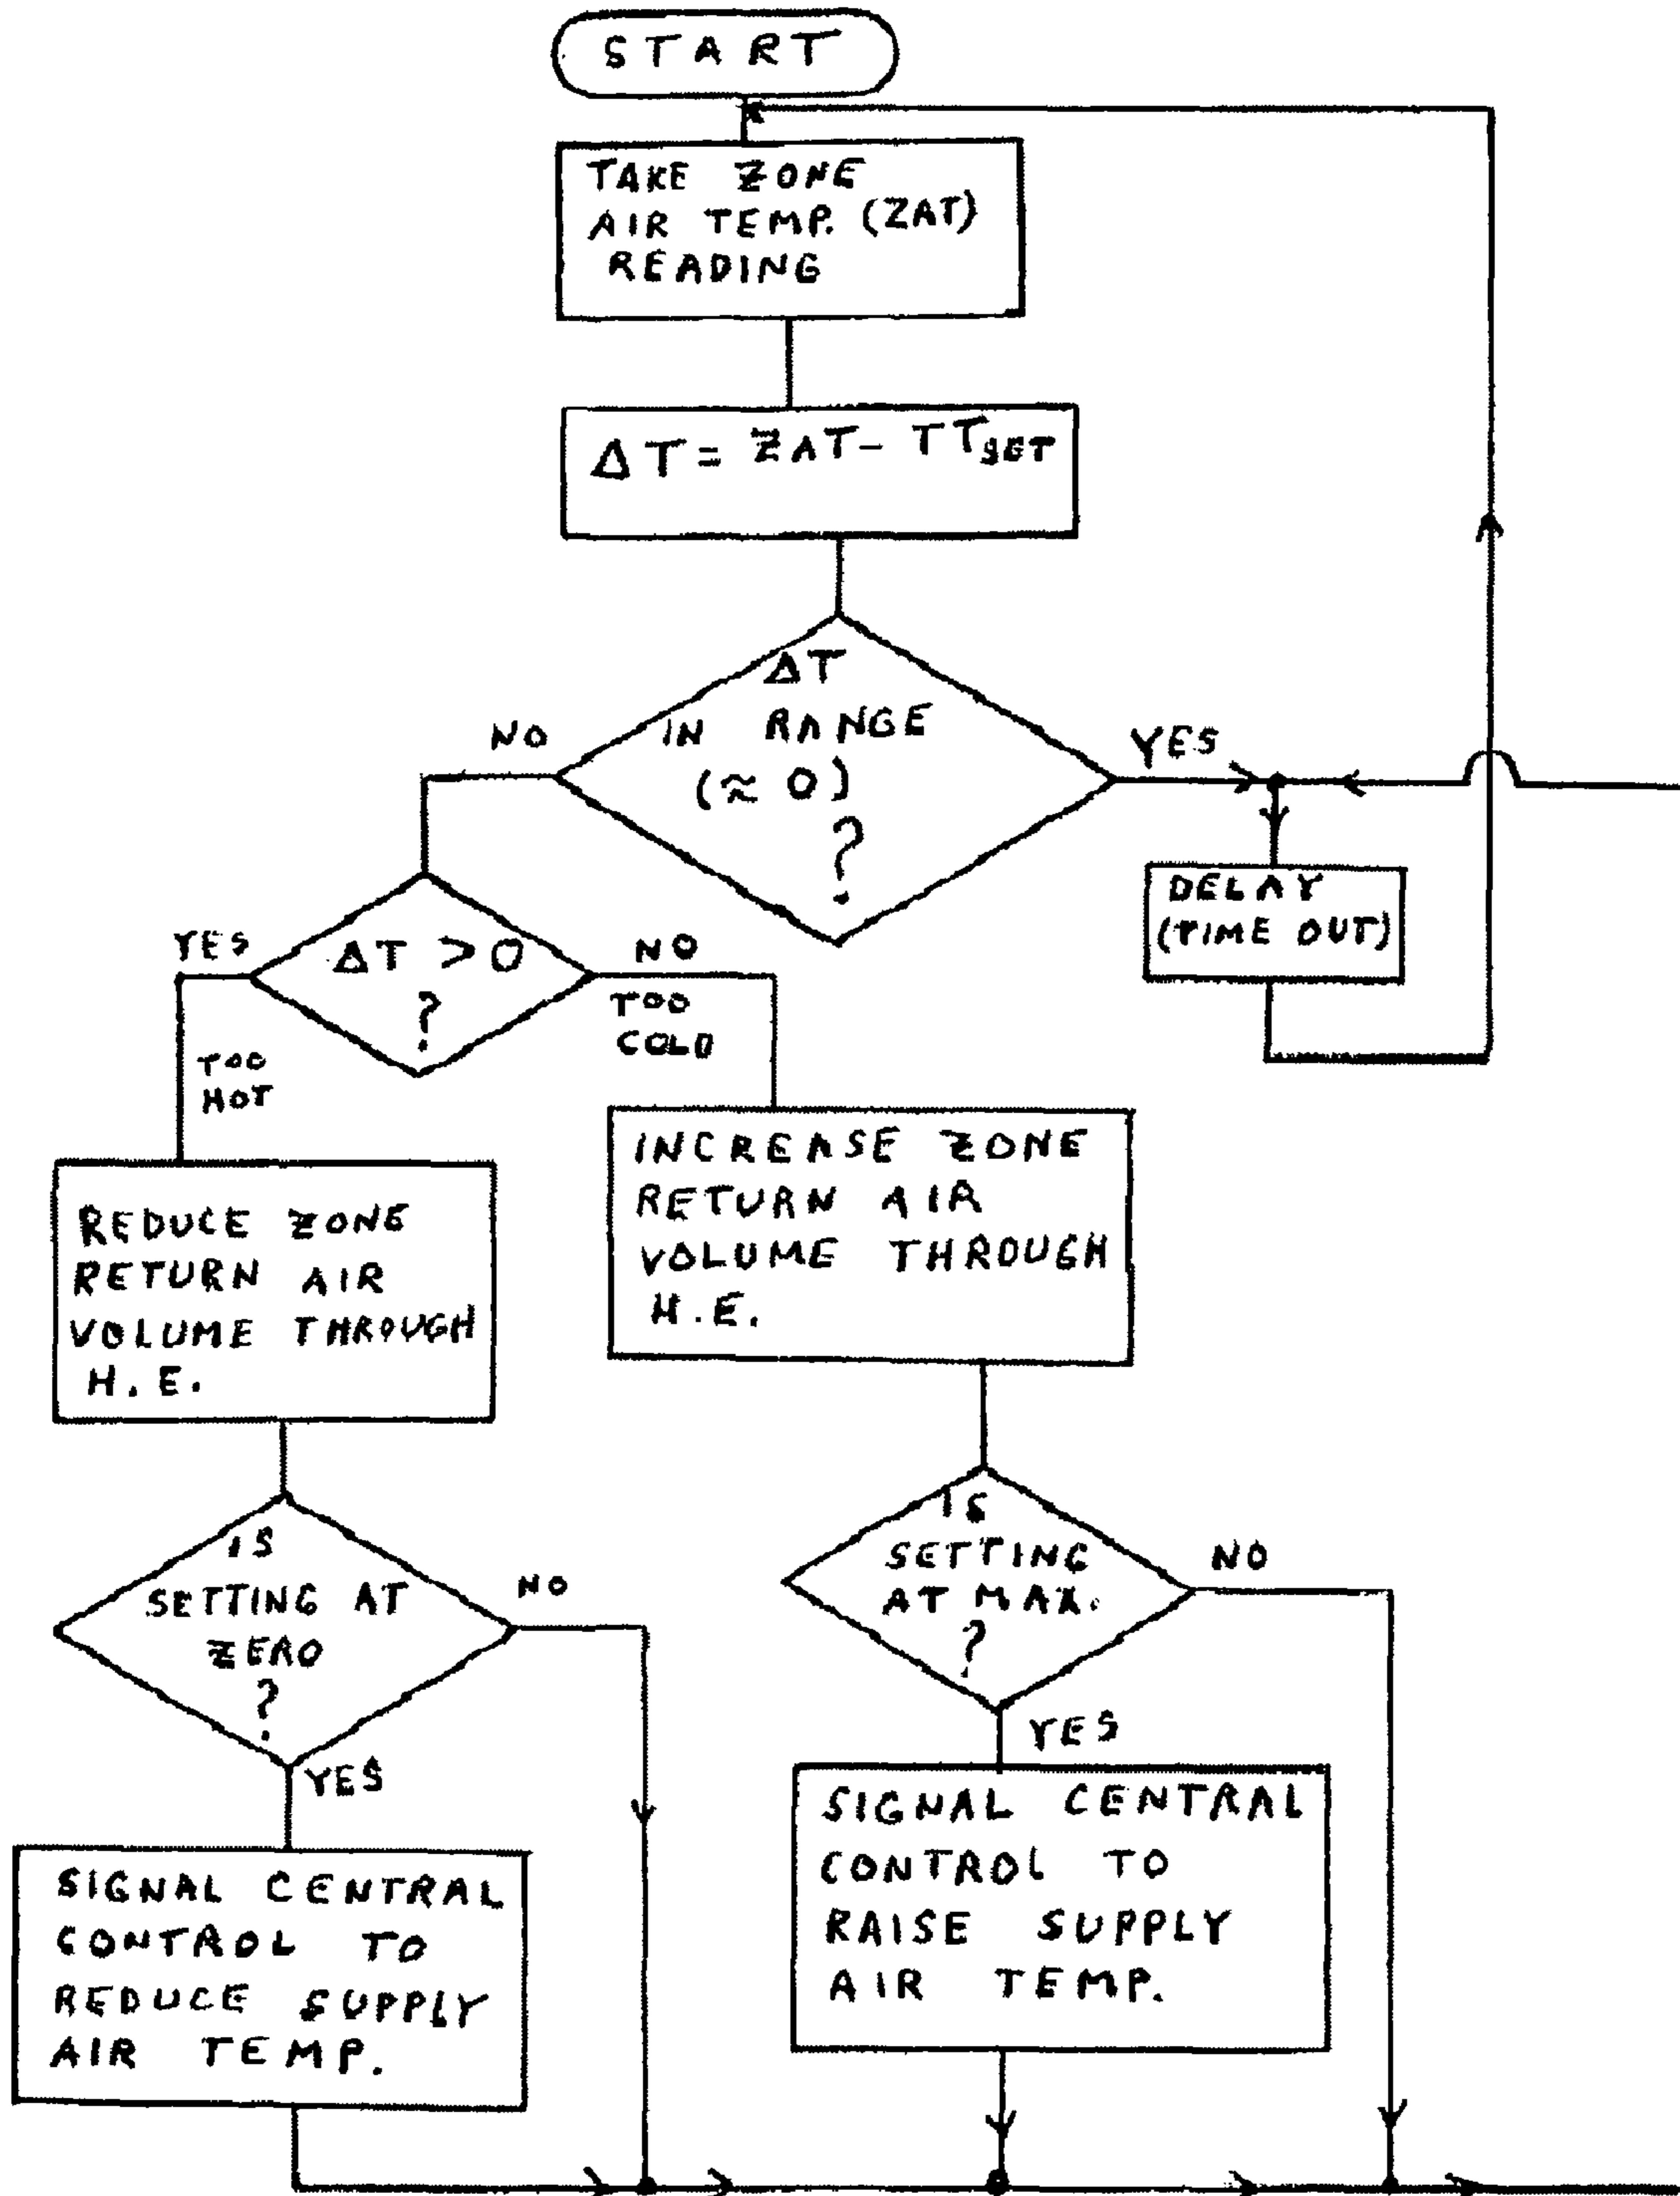 START
TAKE ZONE
AIR TEMP. (ZAT)
READING
ΔT = ZAT - TTSET
ΔT
IN RANGE
(≈ 0)
?
NO
YES
DELAY
(TIME OUT)
ΔT > 0
?
YES
TOO
HOT
NO
TOO
COLD
REDUCE ZONE
RETURN AIR
VOLUME THROUGH
H.E.
INCREASE ZONE
RETURN AIR
VOLUME THROUGH
H.E.
IS
SETTING AT
ZERO
?
NO
YES
IS
SETTING
AT MAX.
?
NO
YES
SIGNAL CENTRAL
CONTROL TO
REDUCE SUPPLY
AIR TEMP.
SIGNAL CENTRAL
CONTROL TO
RAISE SUPPLY
AIR TEMP.